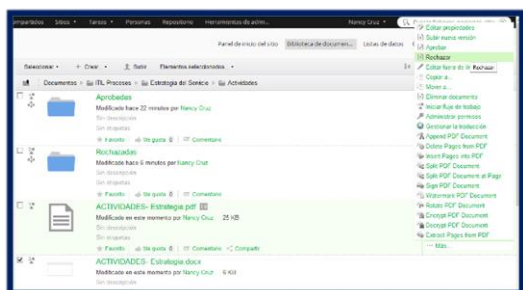 Compartidos Sitios Tareas Personas Repositorio Herramientas de admin... Nancy Cruz
Panel de inicio del sitio Biblioteca de documen... Listas de datos
Seleccionar Crear Subir Elementos seleccionados...
Documentos ITIL Procesos Estrategia del Servicio Actividades
Aprobadas
Modificado hace 22 minutos por Nancy Cruz
Sin descripción
Sin etiquetas
Favorito Me gusta 0 Comentario
Rechazadas
Modificado hace 6 minutos por Nancy Cruz
Sin descripción
Sin etiquetas
Favorito Me gusta 0 Comentario
ACTIVIDADES- Estrategia.pdf
Modificado en este momento por Nancy Cruz 25 KB
Sin descripción
Sin etiquetas
Favorito Me gusta 0 Comentario Compartir
ACTIVIDADES- Estrategia.docx
Modificado en este momento por Nancy Cruz 6 KB
Sin descripción
Editar propiedades
Subir nueva versión
Aprobar
Rechazar
Editar fuera de Rechazar
Copiar a...
Mover a...
Eliminar documento
Iniciar flujo de trabajo
Administrar permisos
Gestionar la traducción
Append PDF Document
Delete Pages from PDF
Insert Pages into PDF
Split PDF Document
Split PDF Document at Page
Sign PDF Document
Watermark PDF Document
Rotate PDF Document
Encrypt PDF Document
Decrypt PDF Document
Extract Pages from PDF
Más...